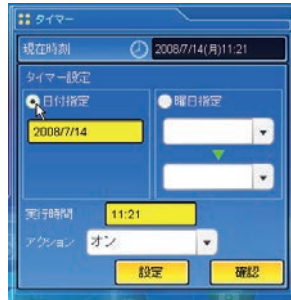 タイマー
現在時刻 2008/7/14(月)11:21
タイマー設定
日付指定 曜日指定
2008/7/14
実行時間 11:21
アクション オン
設定 確認